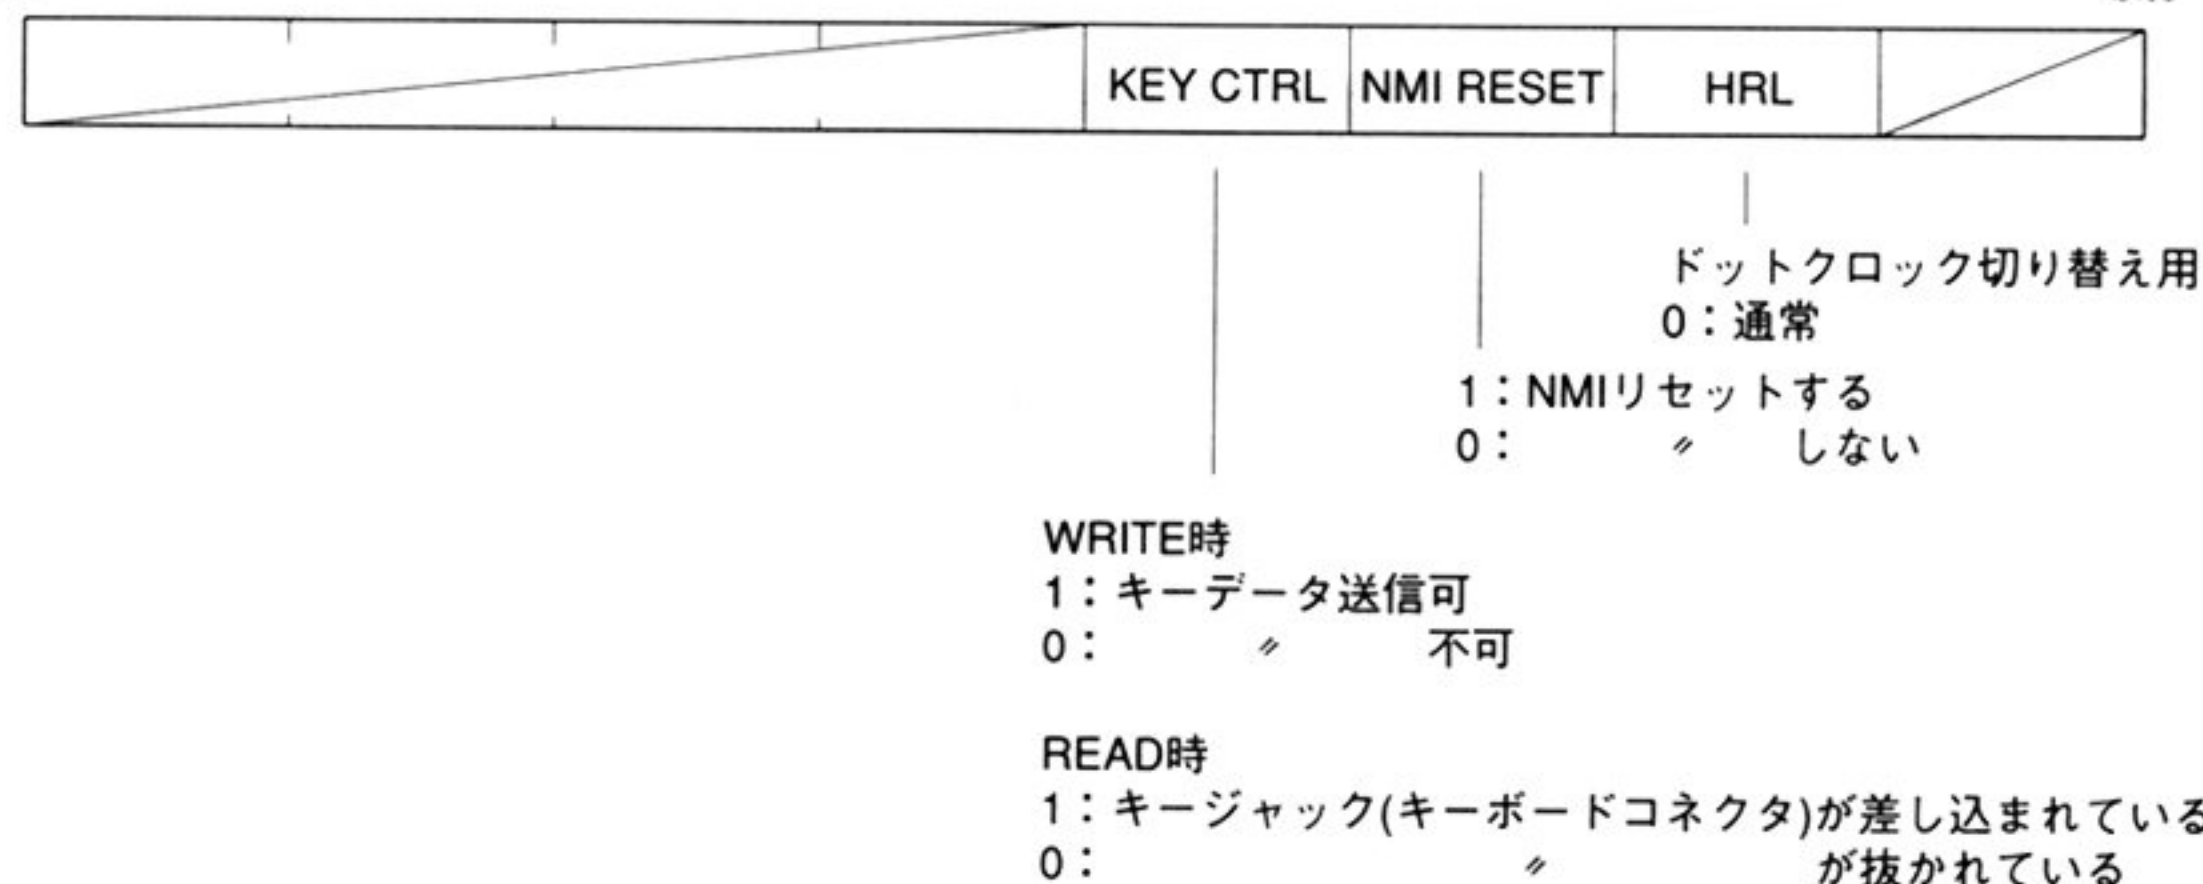 KEY CTRL NMI RESET HRL
ドットクロック切り替え用
0：通常
1：NMIリセットする
0： 〃 しない
WRITE時
1：キーデータ送信可
0： 〃 不可
READ時
1：キージャック(キーボードコネクタ)が差し込まれている
0： 〃 が抜かれている